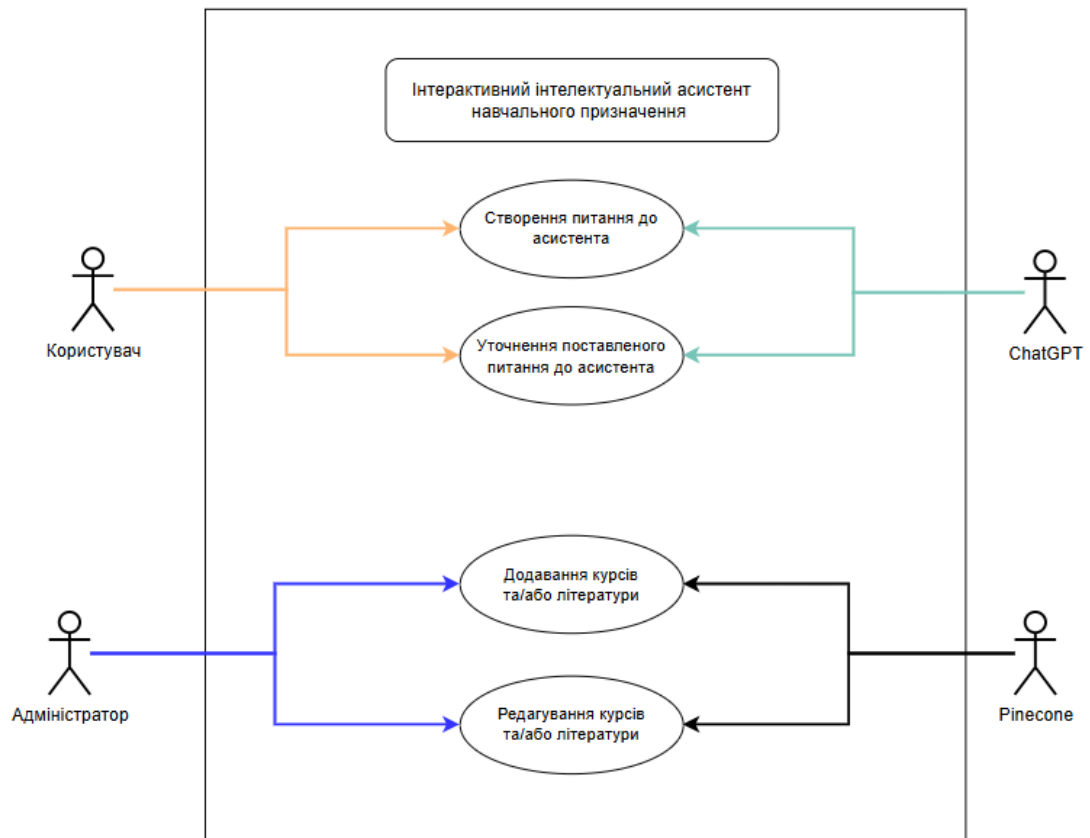 Інтерактивний інтелектуальний асистент
навчального призначення
Створення питання до
асистента
Користувач
Уточнення поставленого
питання до асистента
ChatGPT
Додавання курсів
та/або літератури
Адміністратор
Редагування курсів
та/або літератури
Pinecone